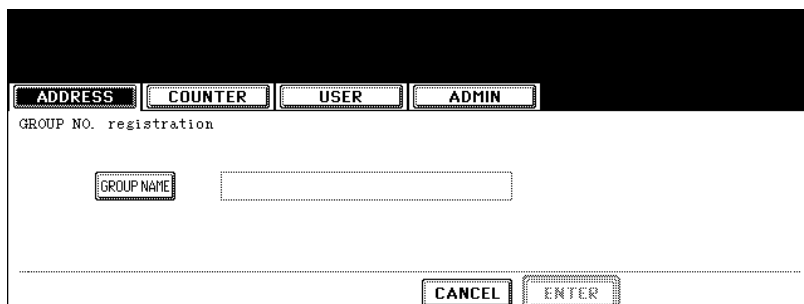 ADDRESS COUNTER USER ADMIN
GROUP NO. registration
GROUP NAME
CANCEL ENTER